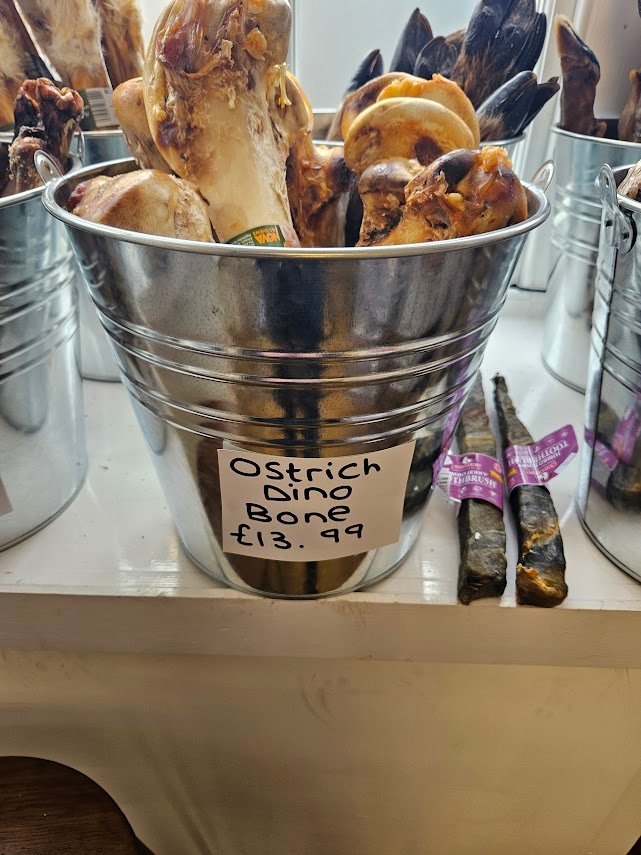 Ostrich
Dino
Bone
£13.99